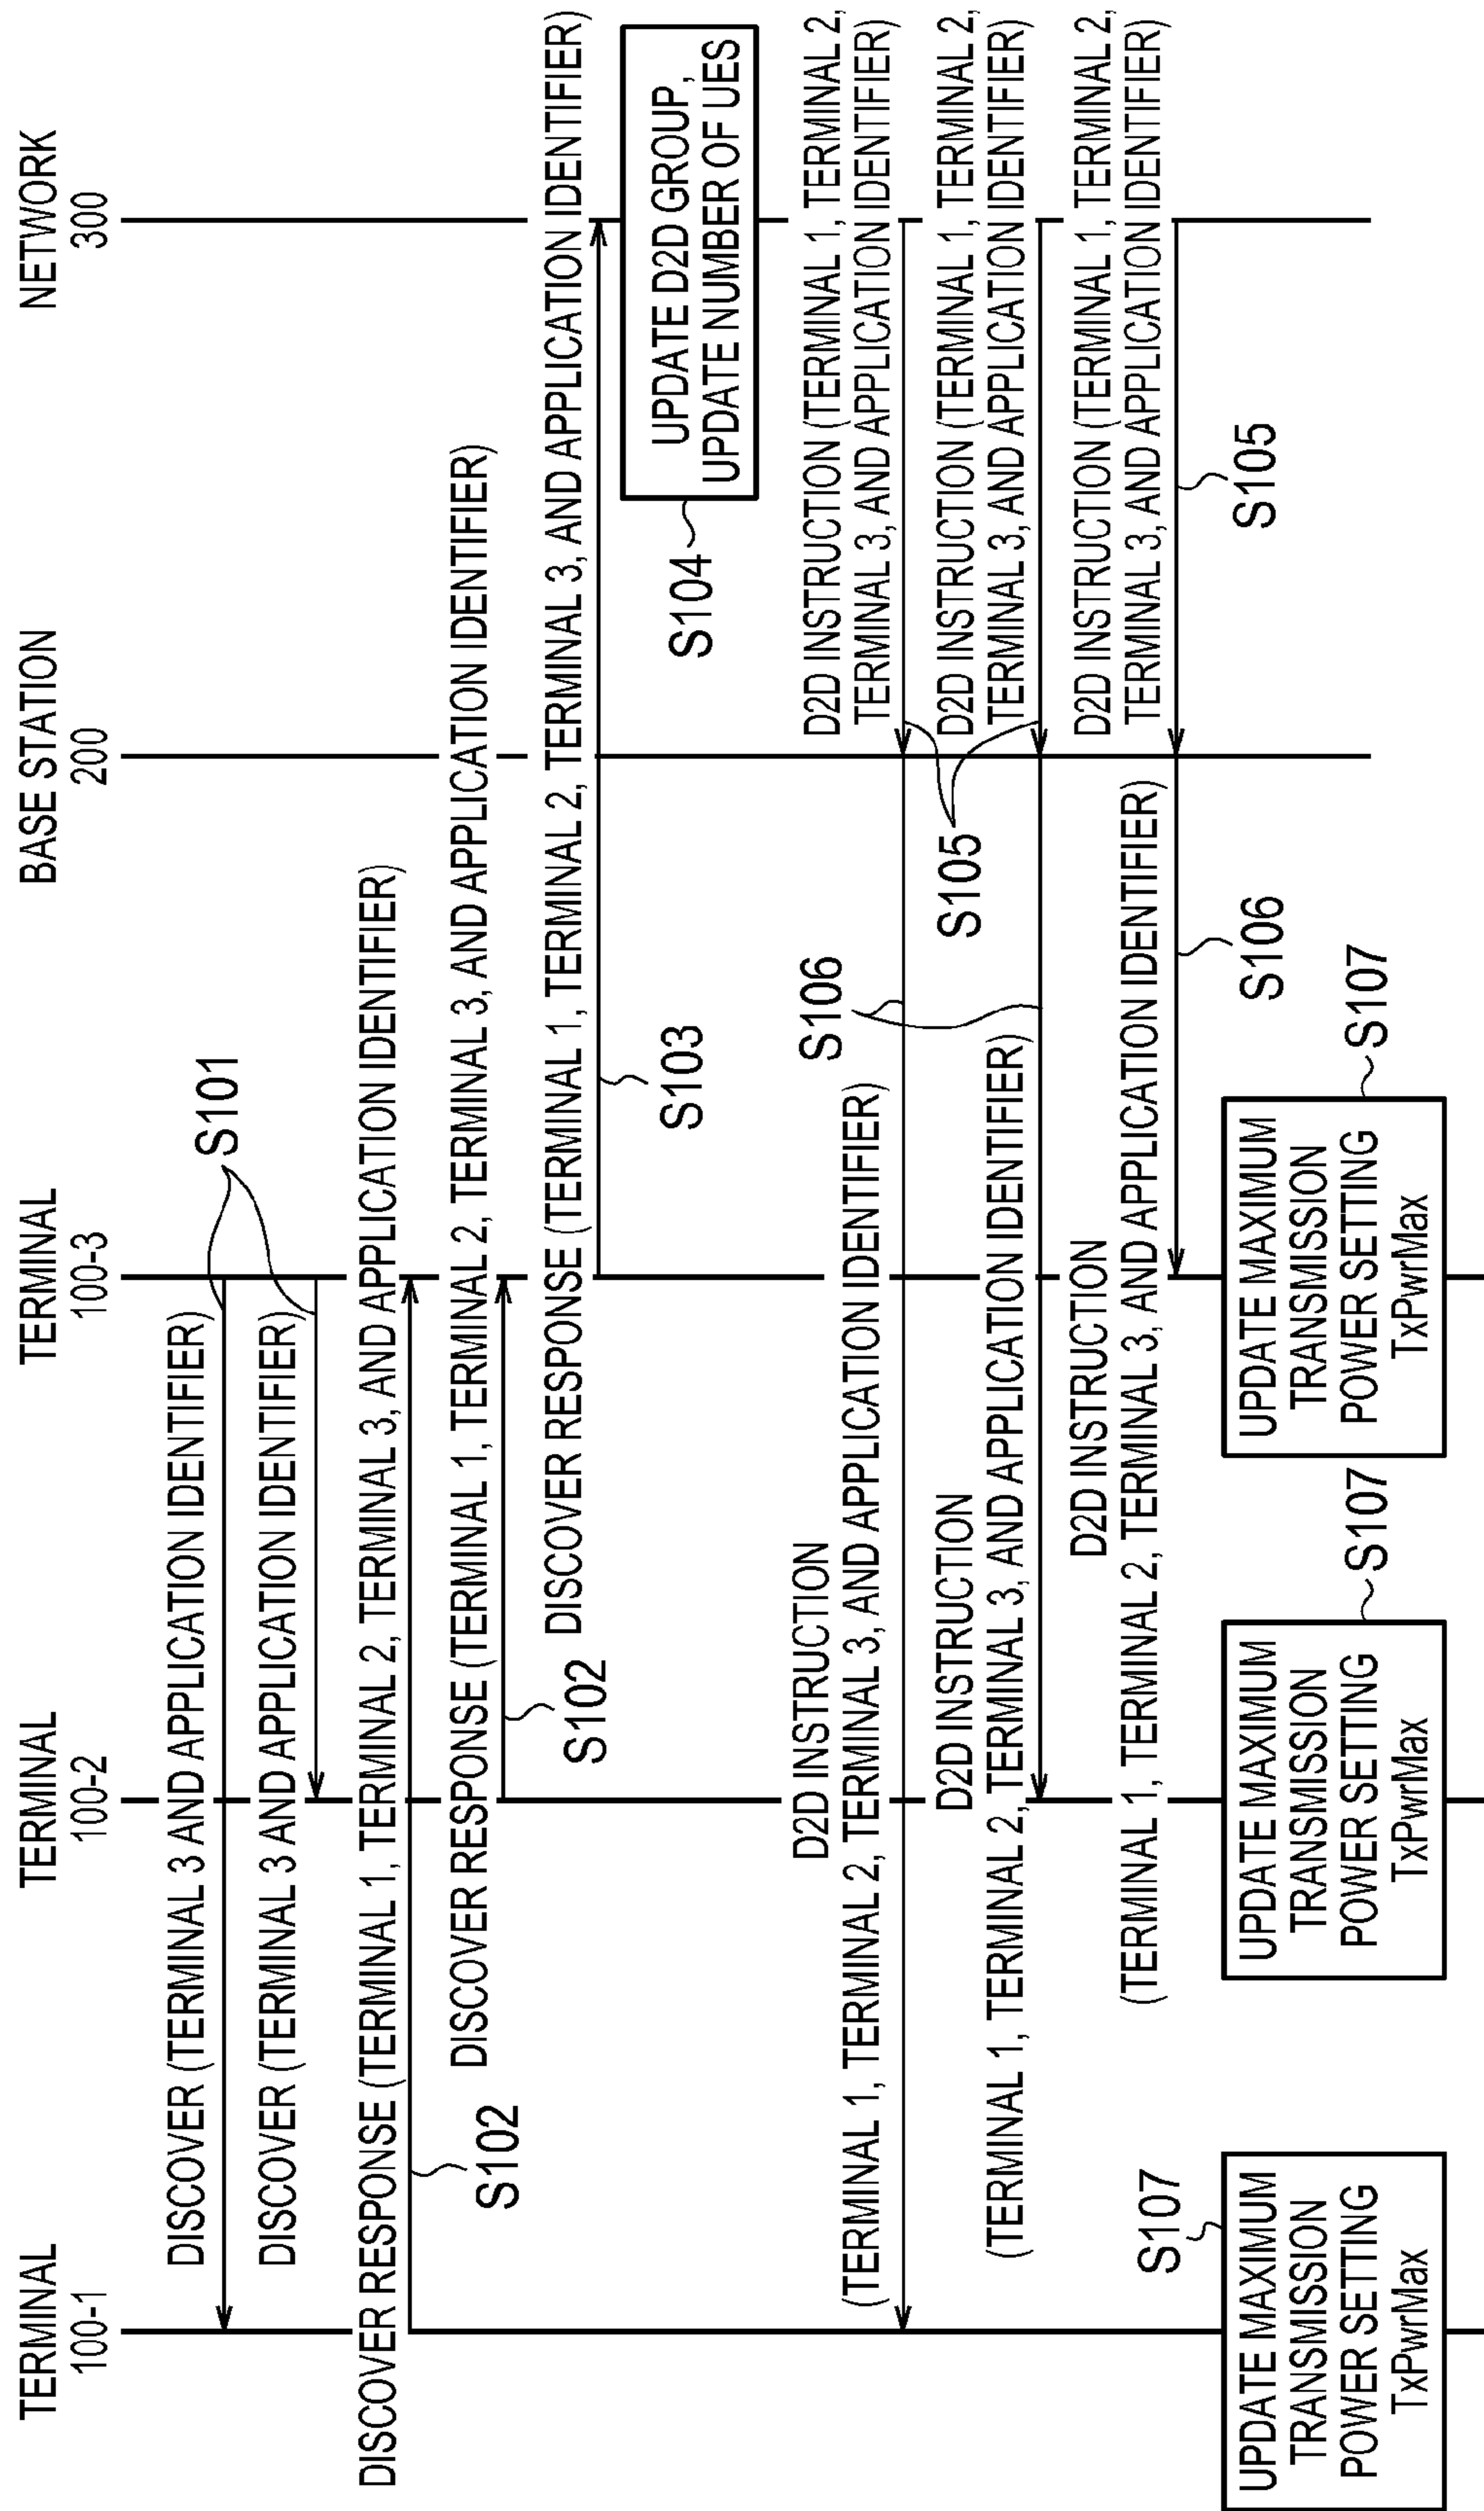 TERMINAL
100-1
TERMINAL
100-2
TERMINAL
100-3
BASE STATION
200
NETWORK
300
DISCOVER (TERMINAL 3 AND APPLICATION IDENTIFIER)
S101
DISCOVER (TERMINAL 3 AND APPLICATION IDENTIFIER)
DISCOVER RESPONSE (TERMINAL 1, TERMINAL 2, TERMINAL 3, AND APPLICATION IDENTIFIER)
S102
DISCOVER RESPONSE (TERMINAL 1, TERMINAL 2, TERMINAL 3, AND APPLICATION IDENTIFIER)
S102
DISCOVER RESPONSE (TERMINAL 1, TERMINAL 2, TERMINAL 3, AND APPLICATION IDENTIFIER)
S103
S104
UPDATE D2D GROUP,
UPDATE NUMBER OF UES
D2D INSTRUCTION (TERMINAL 1, TERMINAL 2,
TERMINAL 3, AND APPLICATION IDENTIFIER)
D2D INSTRUCTION
(TERMINAL 1, TERMINAL 2, TERMINAL 3, AND APPLICATION IDENTIFIER)
S106
S105
D2D INSTRUCTION (TERMINAL 1, TERMINAL 2,
TERMINAL 3, AND APPLICATION IDENTIFIER)
D2D INSTRUCTION
(TERMINAL 1, TERMINAL 2, TERMINAL 3, AND APPLICATION IDENTIFIER)
D2D INSTRUCTION (TERMINAL 1, TERMINAL 2,
TERMINAL 3, AND APPLICATION IDENTIFIER)
D2D INSTRUCTION
(TERMINAL 1, TERMINAL 2, TERMINAL 3, AND APPLICATION IDENTIFIER)
S106
S105
S107
UPDATE MAXIMUM
TRANSMISSION
POWER SETTING
TxPwrMax
S107
UPDATE MAXIMUM
TRANSMISSION
POWER SETTING
TxPwrMax
S107
UPDATE MAXIMUM
TRANSMISSION
POWER SETTING
TxPwrMax